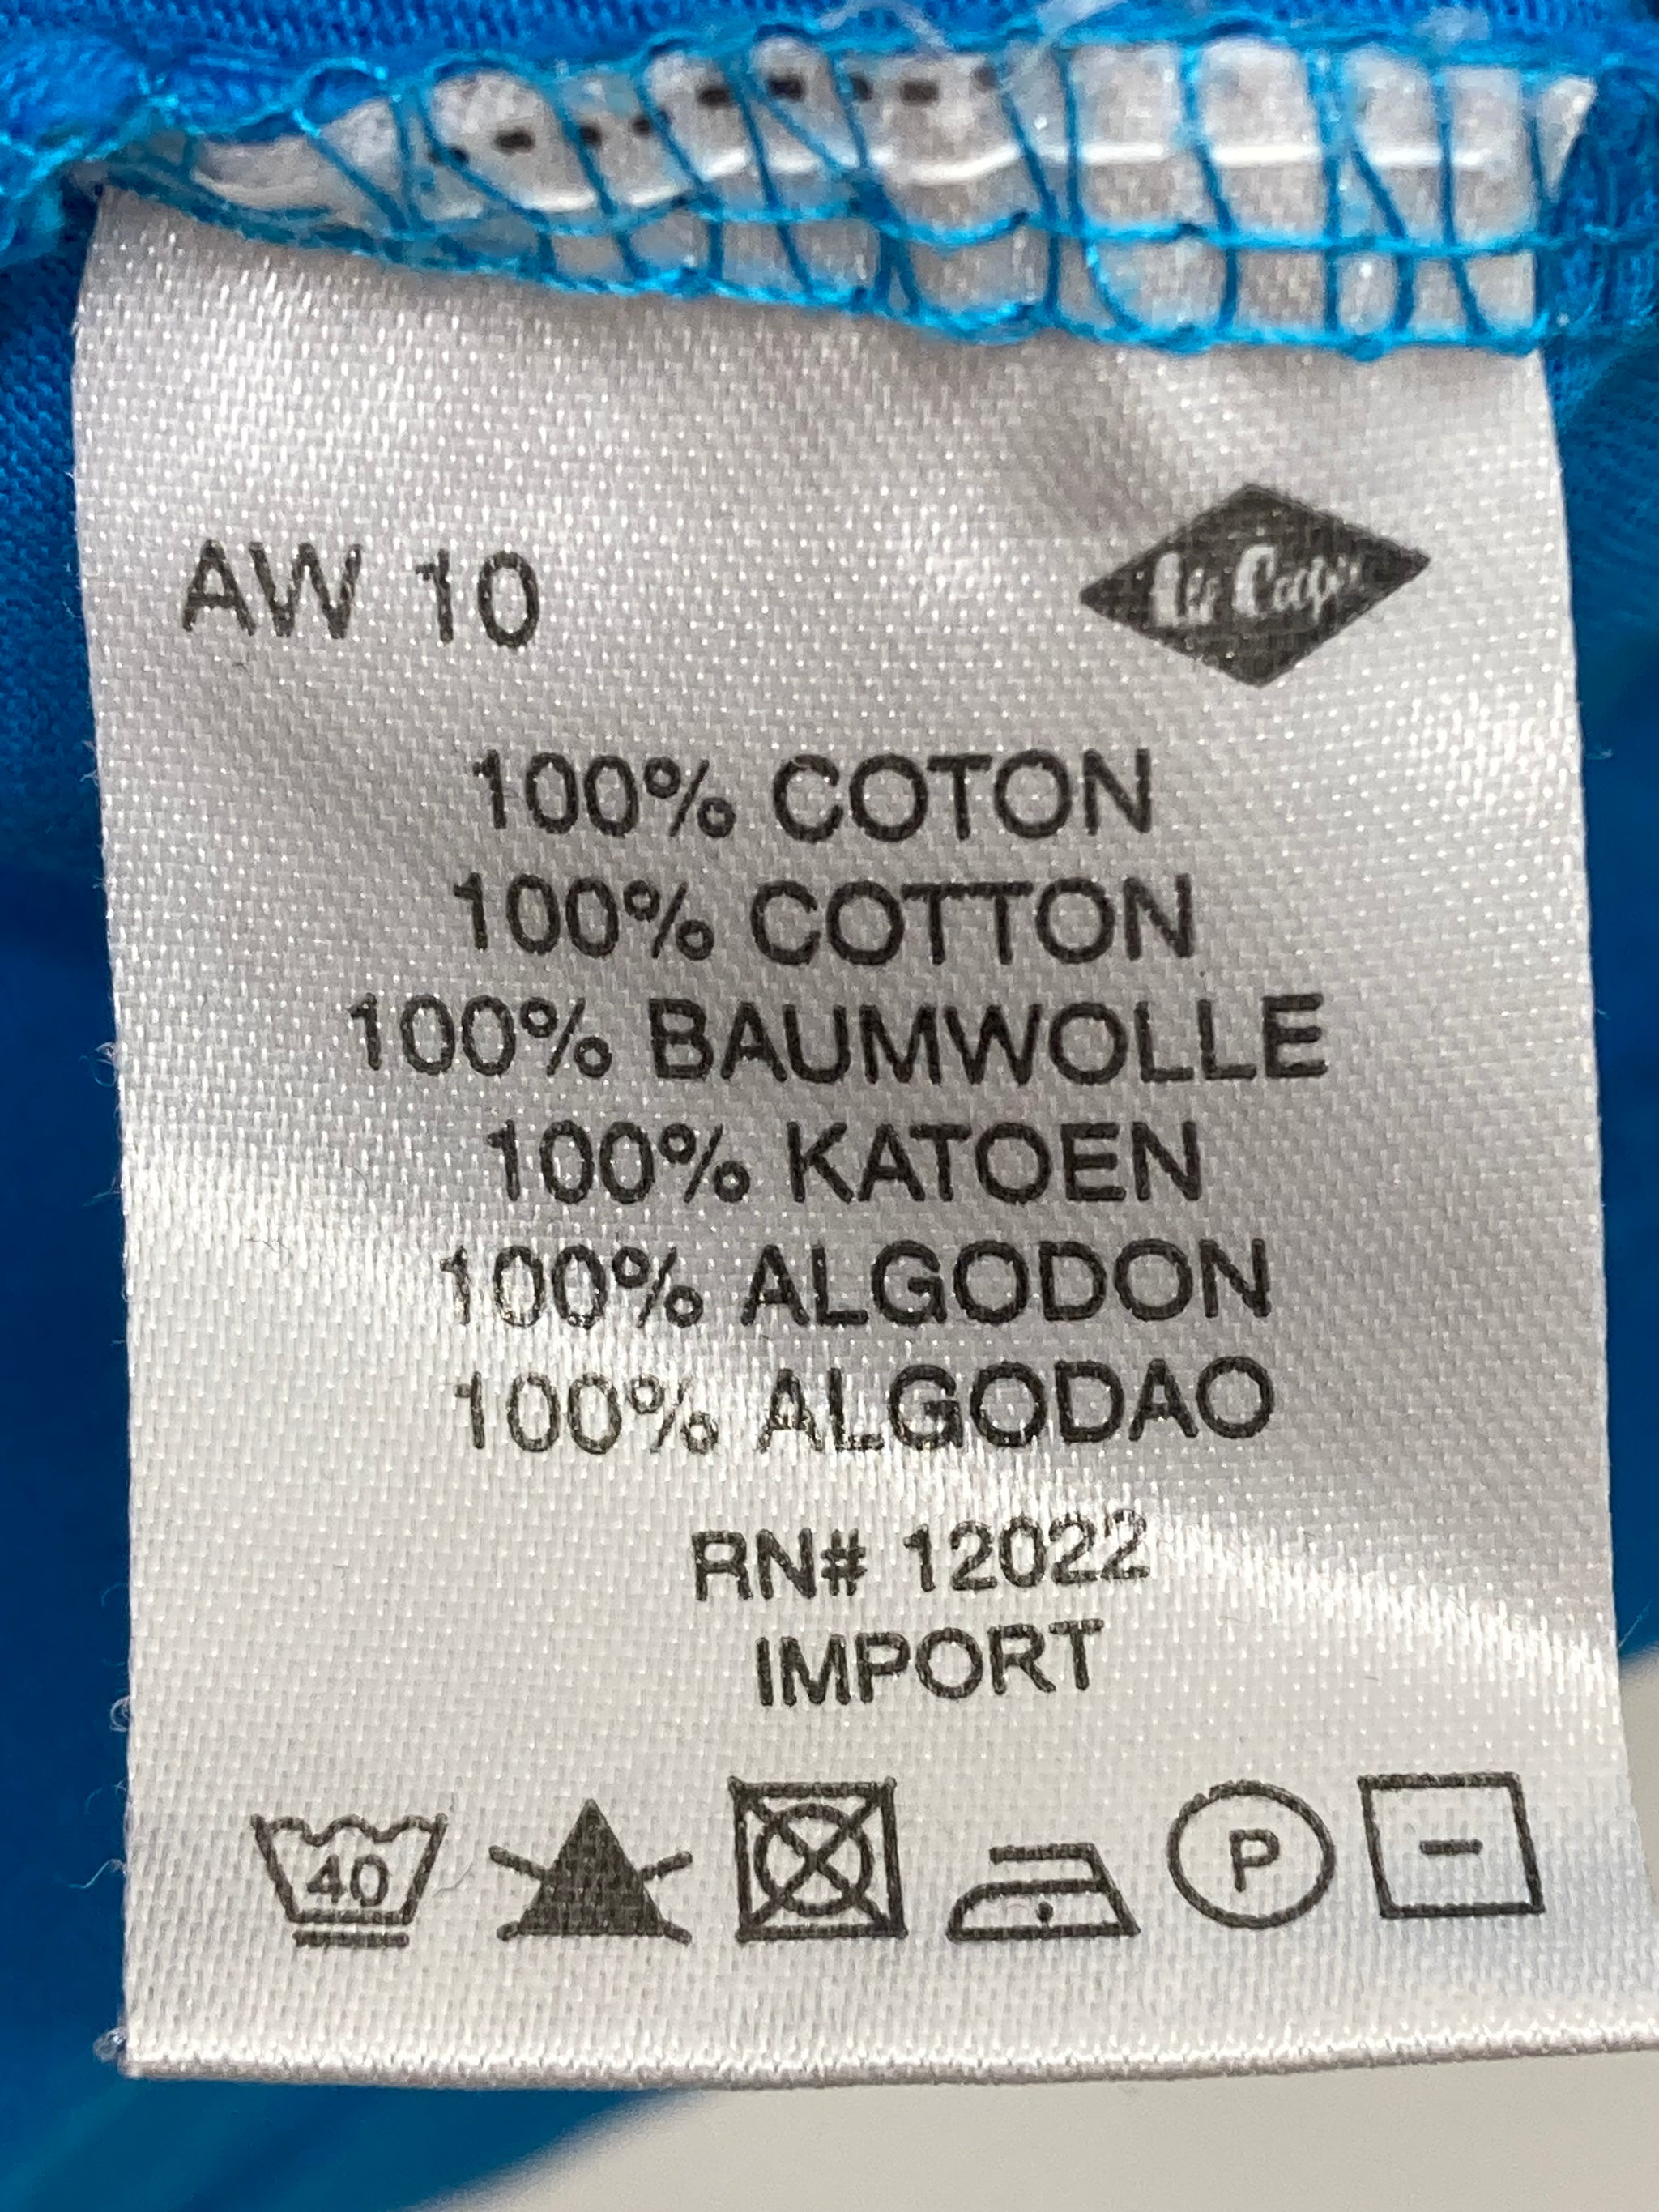 AW 10
Lee Cooper
100% COTON
100% COTTON
100% BAUMWOLLE
100% KATOEN
100% ALGODON
100% ALGODAO
RN# 12022
IMPORT
40
P